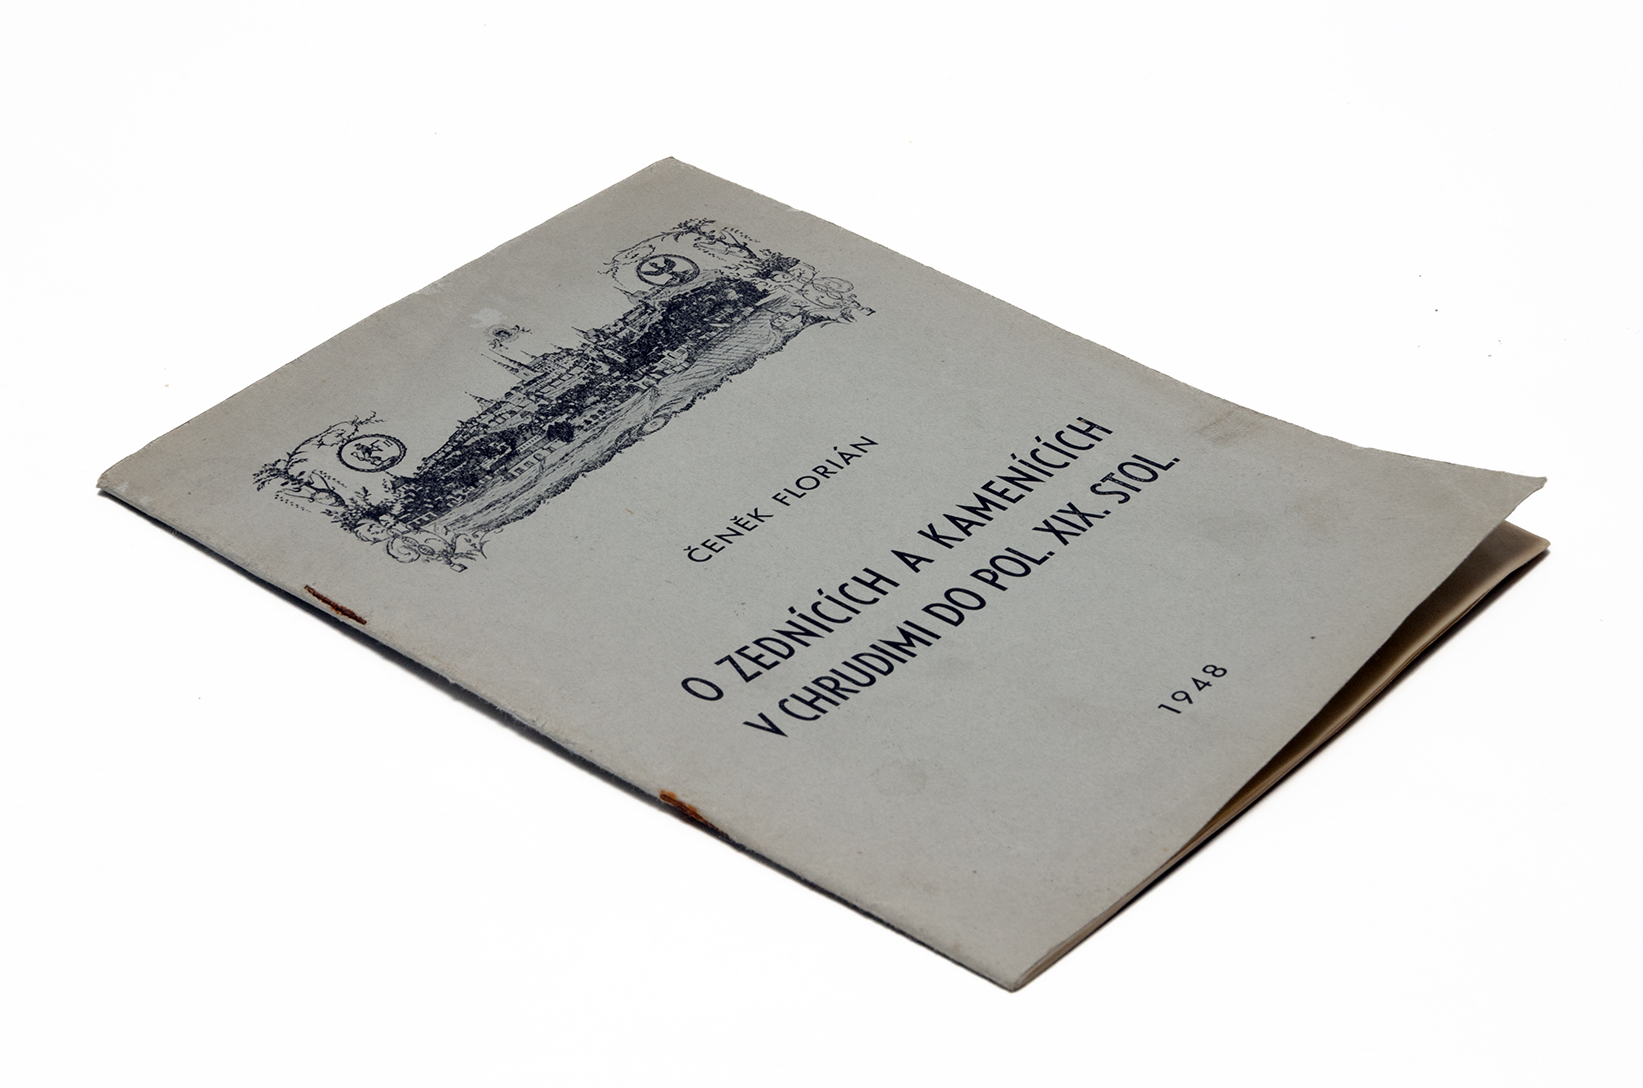 ČENĚK FLORIÁN
O ZEDNÍCÍCH A KAMENÍCÍCH
V CHRUDIMI DO POL. XIX. STOL.
1948